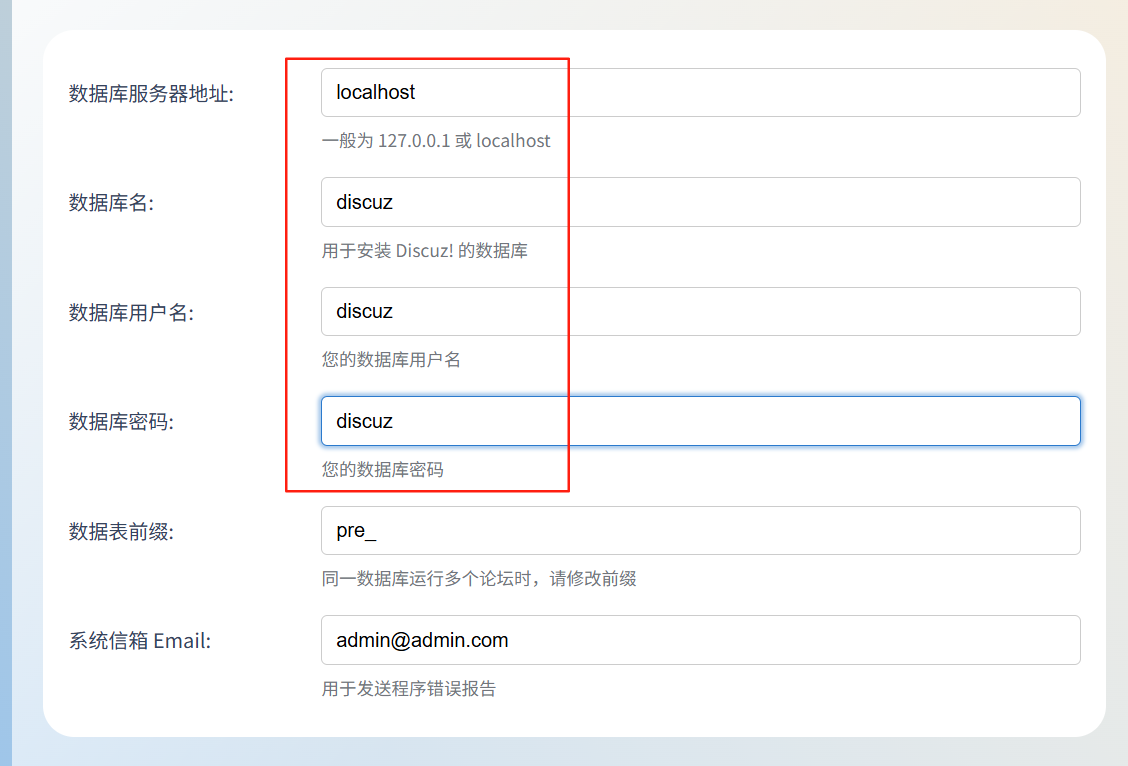 数据库服务器地址:
localhost
一般为 127.0.0.1 或 localhost
数据库名:
discuz
用于安装 Discuz! 的数据库
数据库用户名:
discuz
您的数据库用户名
数据库密码:
discuz
您的数据库密码
数据表前缀:
pre_
同一数据库运行多个论坛时，请修改前缀
系统信箱 Email:
admin@admin.com
用于发送程序错误报告